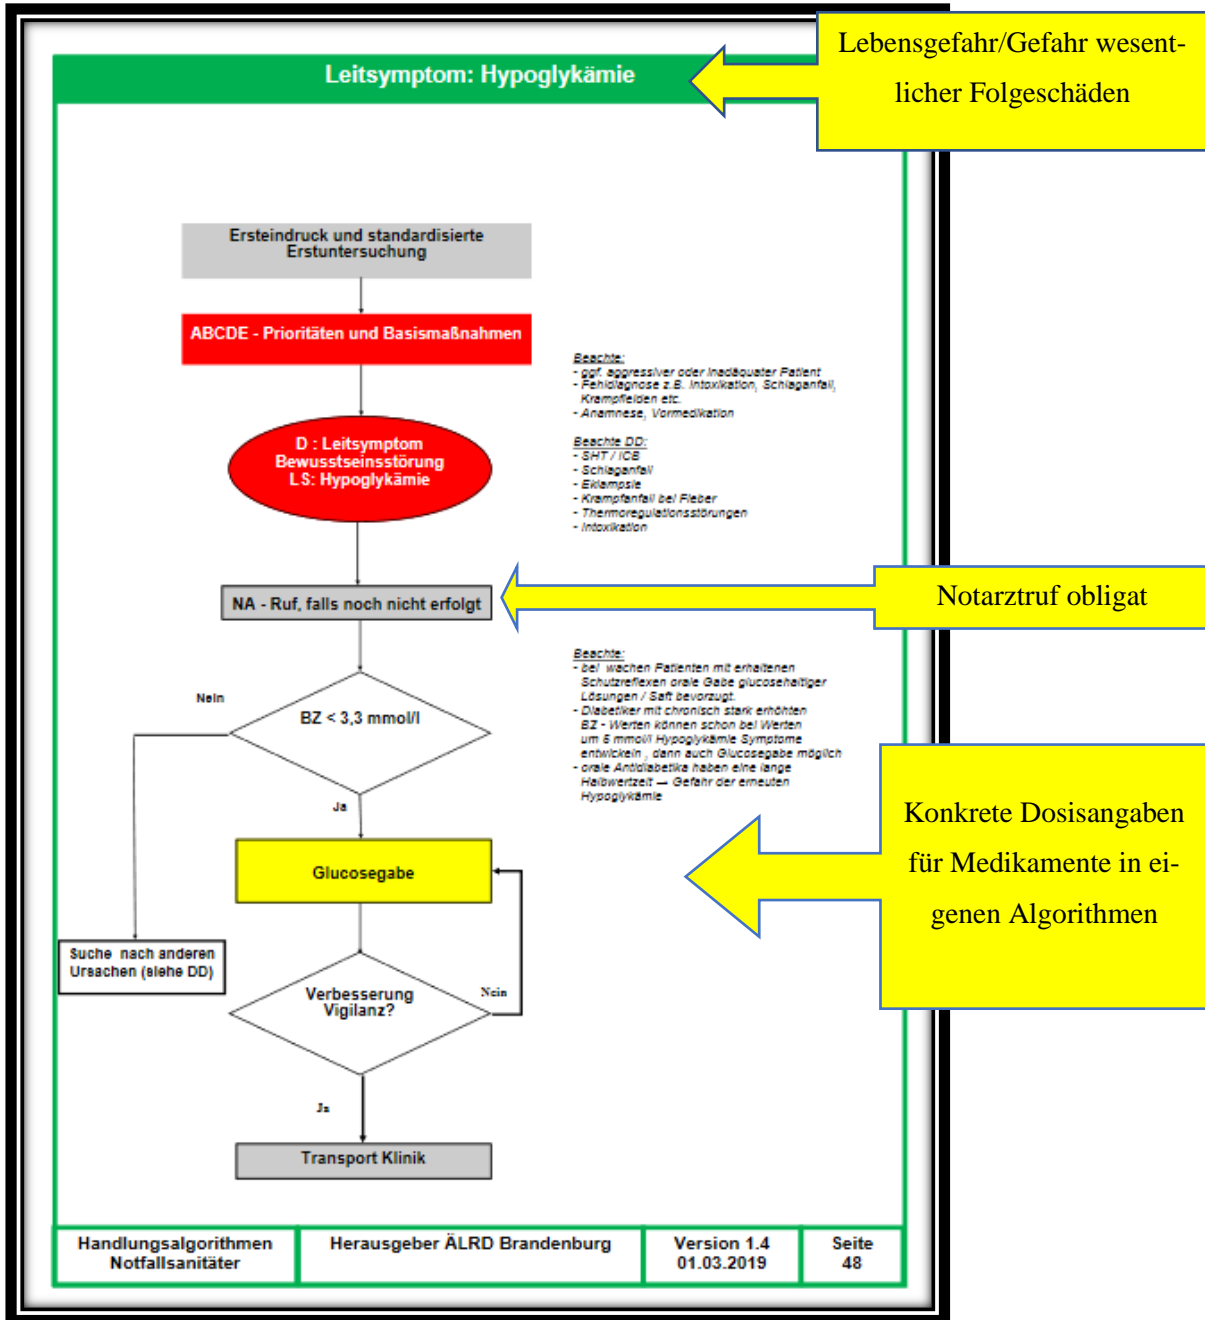 Lebensgefahr/Gefahr wesent-
licher Folgeschäden
Leitsymptom: Hypoglykämie
Ersteindruck und standardisierte
Erstuntersuchung
ABCDE - Prioritäten und Basismaßnahmen
Beachte:
- ggf. aggressiver oder inadäquater Patient
- Fehldiagnose z.B. Intoxikation, Schlaganfall,
Krampfleiden etc.
- Anamnese, Vormedikation
D : Leitsymptom
Bewusstseinsstörung
LS: Hypoglykämie
Beachte DD:
- SHT / ICB
- Schlaganfall
- Eklampsie
- Krampfanfall bei Fieber
- Thermoregulationsstörungen
- Intoxikation
NA - Ruf, falls noch nicht erfolgt
Notarztruf obligat
Beachte:
- bei wachen Patienten mit erhaltenen
Schutzreflexen orale Gabe glucosehaltiger
Lösungen / Saft bevorzugt.
- Diabetiker mit chronisch stark erhöhten
BZ - Werten können schon bei Werten
um 5 mmol/l Hypoglykämie Symptome
entwickeln , dann auch Glucosegabe möglich
- orale Antidiabetika haben eine lange
Halbwertzeit → Gefahr der erneuten
Hypoglykämie
Nein
BZ < 3,3 mmol/l
Ja
Konkrete Dosisangaben
für Medikamente in ei-
genen Algorithmen
Glucosegabe
Suche nach anderen
Ursachen (siehe DD)
Verbesserung
Vigilanz?
Nein
Ja
Transport Klinik
Handlungsalgorithmen
Notfallsanitäter
Herausgeber ÄLRD Brandenburg
Version 1.4
01.03.2019
Seite
48